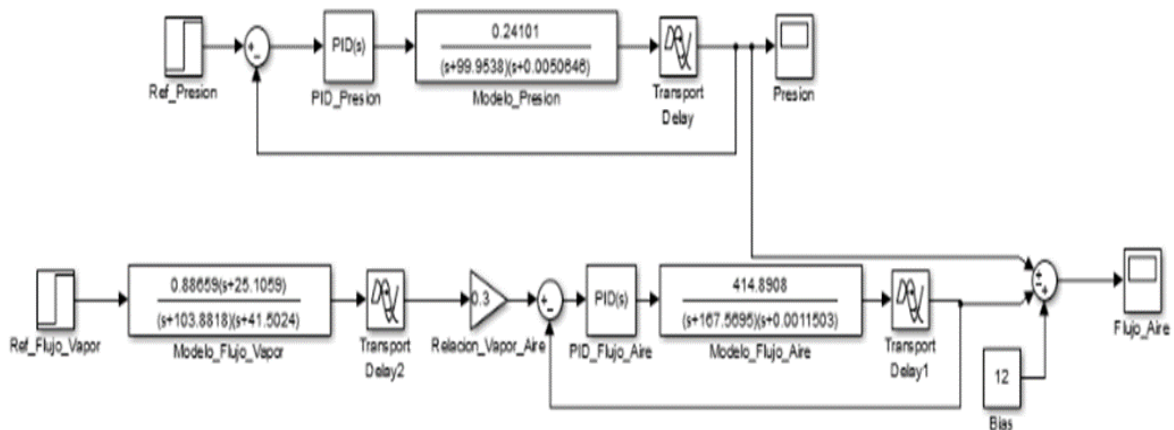 Ref_Presion
PID(s)
PID_Presion
0.24101
(s+99.9538)(s+0.0050646)
Modelo_Presion
Transport
Delay
Presion
Ref_Flujo_Vapor
0.88659(s+25.1059)
(s+103.8818)(s+41.5024)
Modelo_Flujo_Vapor
Transport
Delay2
0.3
Relacion_Vapor_Aire
PID(s)
PID_Flujo_Aire
414.8908
(s+167.5695)(s+0.0011503)
Modelo_Flujo_Aire
Transport
Delay1
12
Bias
Flujo_Aire